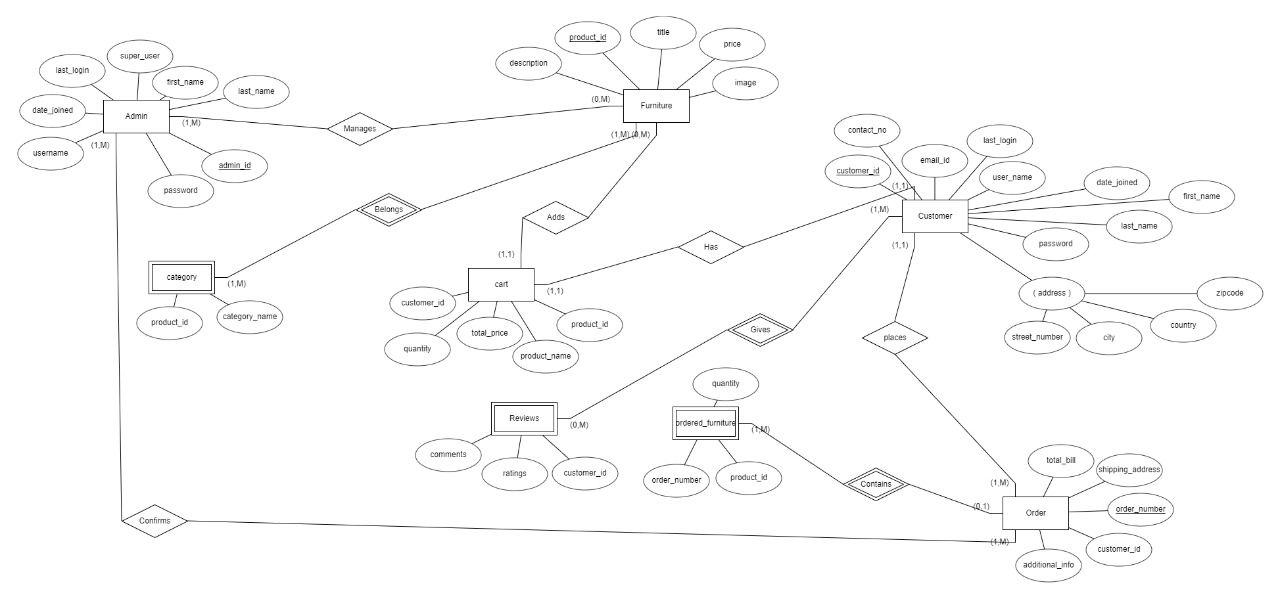 product_id
title
price
description
image
Furniture
(0,M)
(1,M)
(0,M)
super_user
last_login
first_name
last_name
date_joined
Admin
username
(1,M)
(1,M)
admin_id
password
Manages
Belongs
Adds
Has
category
(1,M)
product_id
category_name
(1,1)
cart
(1,1)
customer_id
quantity
total_price
product_name
product_id
contact_no
customer_id
email_id
last_login
user_name
date_joined
first_name
last_name
password
(1,1)
(1,M)
Customer
(1,1)
( address )
zipcode
street_number
city
country
Gives
places
Reviews
(0,M)
comments
ratings
customer_id
quantity
ordered_furniture
(1,M)
order_number
product_id
Contains
(0,1)
(1,M)
Order
(1,M)
total_bill
shipping_address
order_number
customer_id
additional_info
Confirms